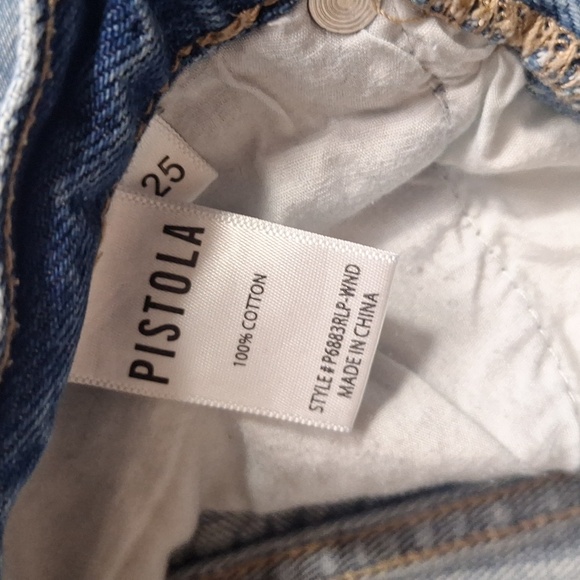 25
PISTOLA
100% COTTON
STYLE # P6883RLP-WND
MADE IN CHINA